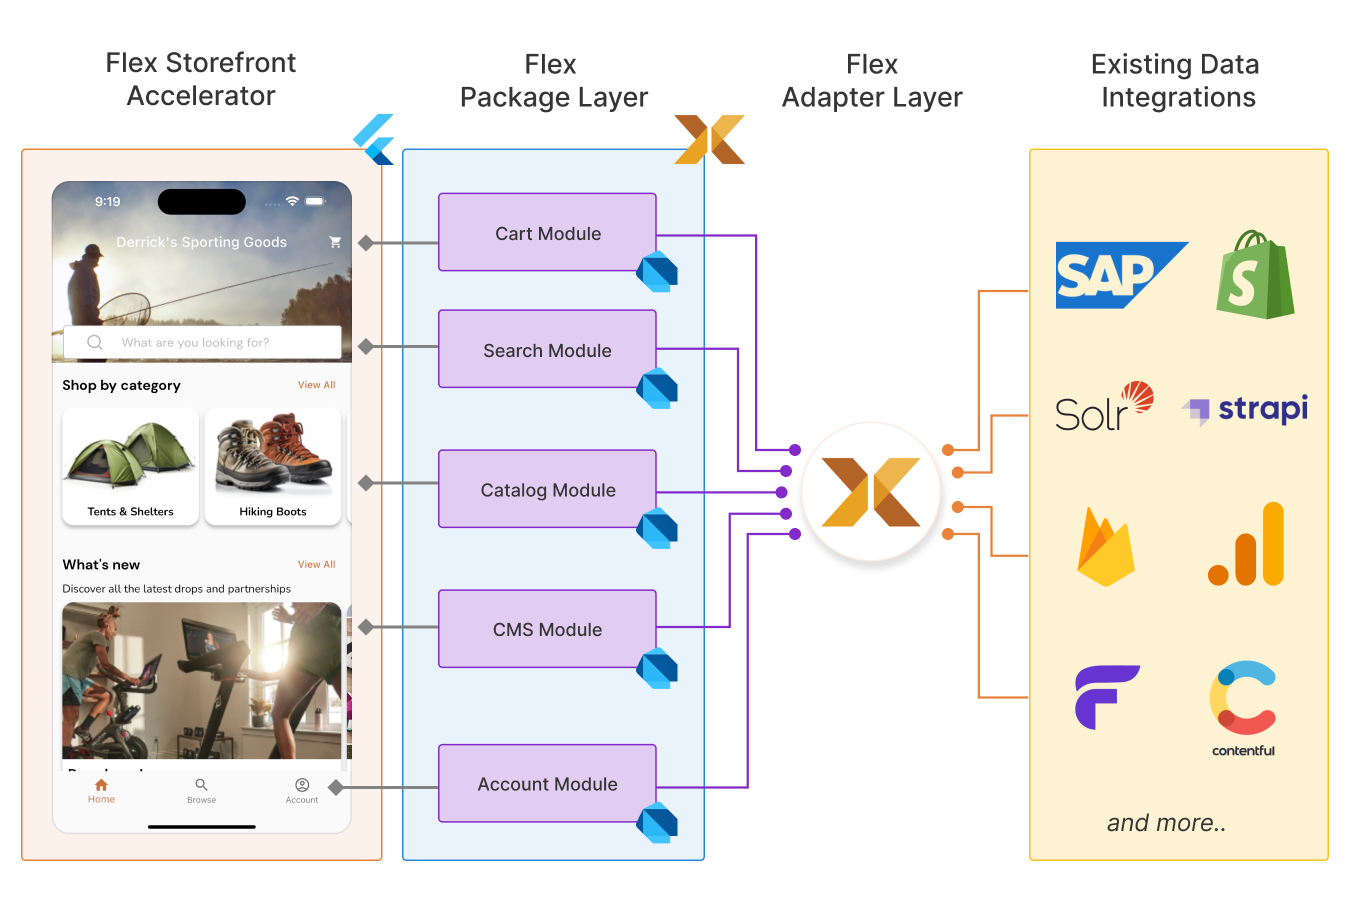 Flex Storefront
Accelerator
Flex
Package Layer
Flex
Adapter Layer
Existing Data
Integrations
9:19
Derrick's Sporting Goods
What are you looking for?
Shop by category
View All
Tents & Shelters
Hiking Boots
What's new
View All
Discover all the latest drops and partnerships
Home
Browse
Account
Cart Module
Search Module
Catalog Module
CMS Module
Account Module
SAP
S
Solr
strapi
contentful
and more..